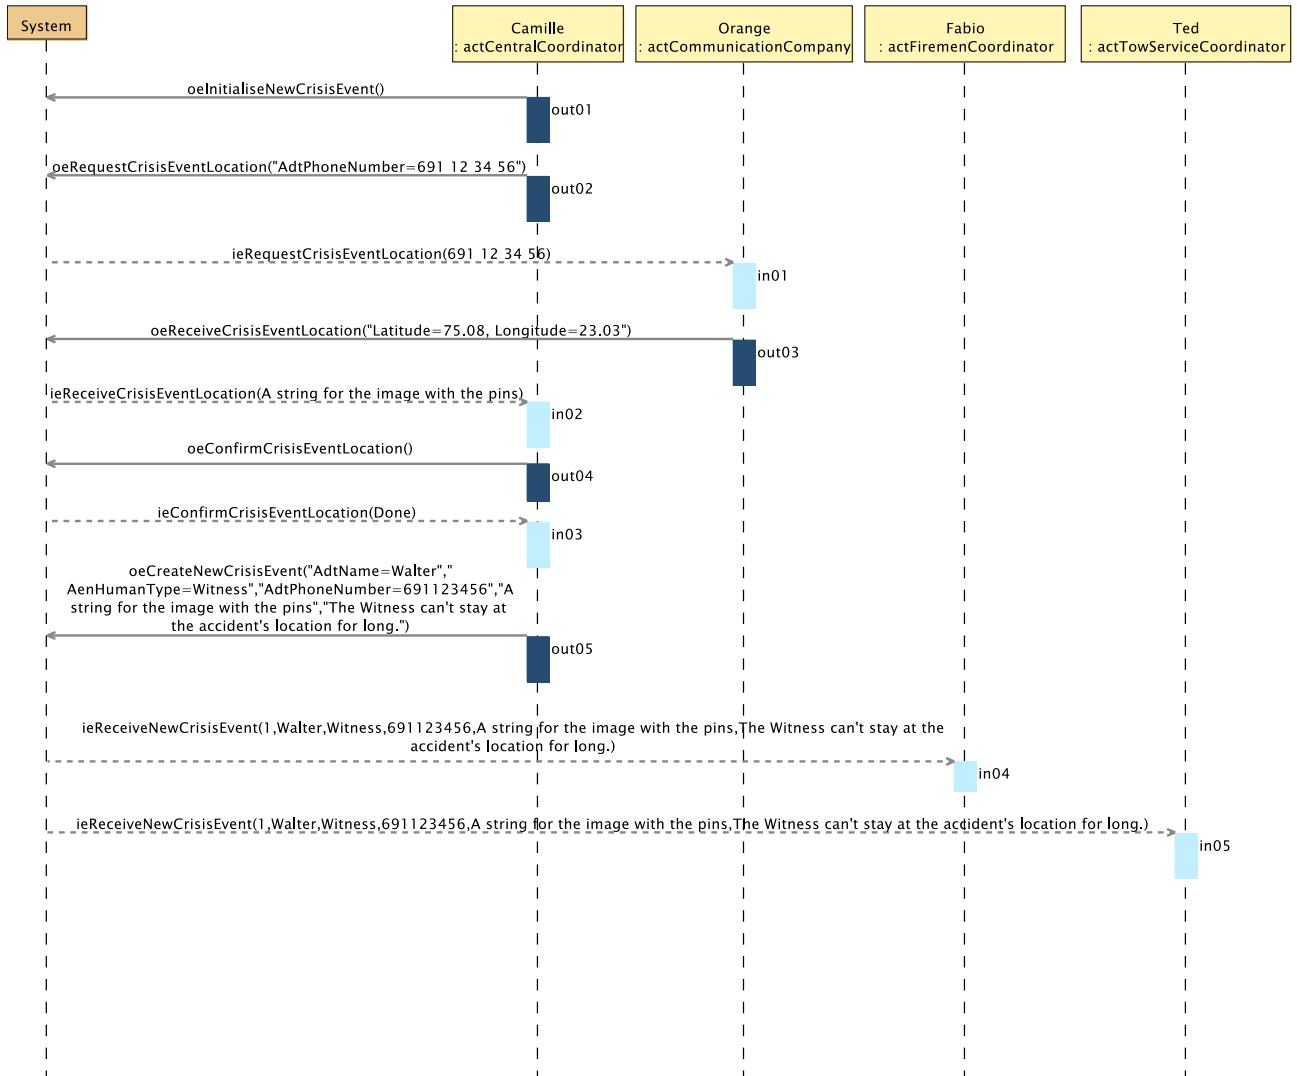 System
Camille
: actCentralCoordinator
Orange
: actCommunicationCompany
Fabio
: actFiremenCoordinator
Ted
: actTowServiceCoordinator
oeInitialiseNewCrisisEvent()
out01
oeRequestCrisisEventLocation("AdtPhoneNumber=691 12 34 56")
out02
ieRequestCrisisEventLocation(691 12 34 56)
in01
oeReceiveCrisisEventLocation("Latitude=75.08, Longitude=23.03")
out03
ieReceiveCrisisEventLocation(A string for the image with the pins)
in02
oeConfirmCrisisEventLocation()
out04
ieConfirmCrisisEventLocation(Done)
in03
oeCreateNewCrisisEvent("AdtName=Walter","
AenHumanType=Witness","AdtPhoneNumber=691123456","A
string for the image with the pins","The Witness can't stay at
the accident's location for long.")
out05
ieReceiveNewCrisisEvent(1,Walter,Witness,691123456,A string for the image with the pins,The Witness can't stay at the
accident's location for long.)
in04
ieReceiveNewCrisisEvent(1,Walter,Witness,691123456,A string for the image with the pins,The Witness can't stay at the accident's location for long.)
in05